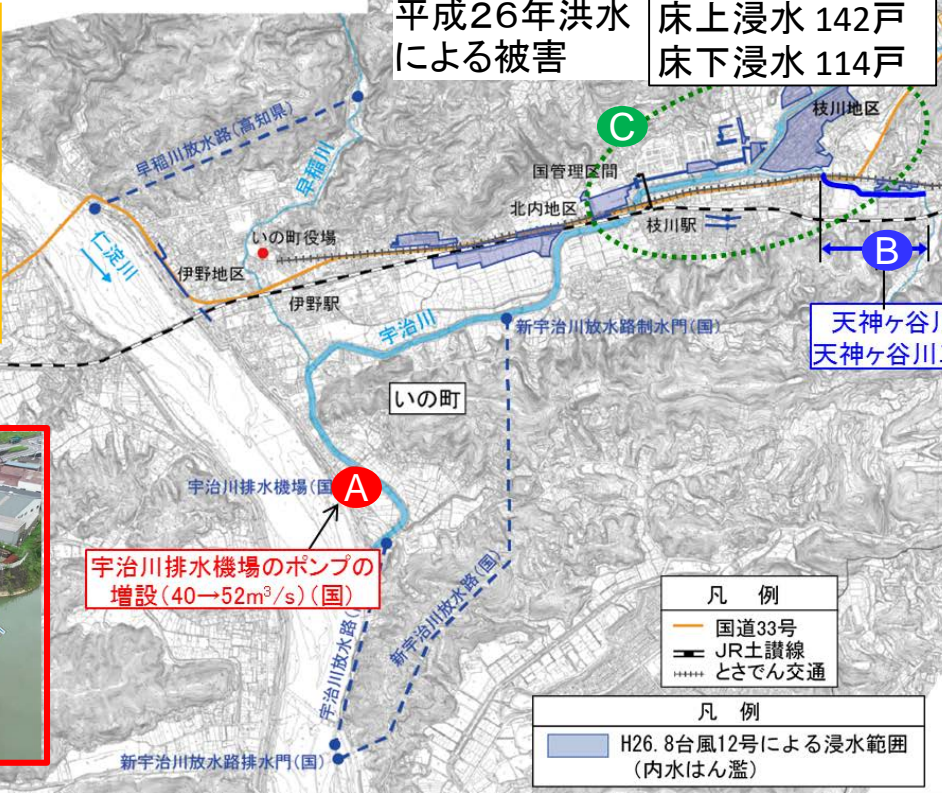 平成26年洪水
による被害
床上浸水 142戸
床下浸水 114戸
早稲川放水路(高知県)
早稲川
C
枝川地区
国管理区間
北内地区
枝川駅
いの町役場
仁淀川
伊野地区
伊野駅
B
宇治川
新宇治川放水路制水門(国)
天神ヶ谷川
天神ヶ谷川
いの町
宇治川排水機場(国
A
宇治川排水機場のポンプの
増設(40→52m³/s)(国)
新宇治川放水路(国)
宇治川放水路(
新宇治川放水路排水門(国)
凡 例
国道33号
JR土讃線
とさでん交通
凡 例
H26.8台風12号による浸水範囲
(内水はん濫)